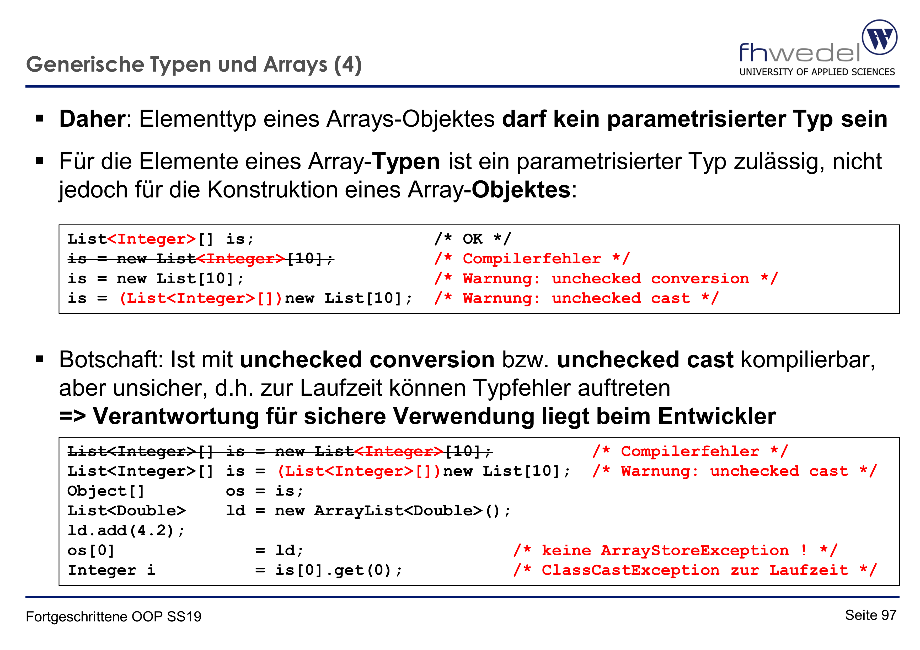 Generische Typen und Arrays (4)
fhwedel
UNIVERSITY OF APPLIED SCIENCES
▪ Daher: Elementtyp eines Arrays-Objektes darf kein parametrisierter Typ sein
▪ Für die Elemente eines Array-Typen ist ein parametrisierter Typ zulässig, nicht
jedoch für die Konstruktion eines Array-Objektes:
List<Integer>[] is; /* OK */
is = new List<Integer>[10]; /* Compilerfehler */
is = new List[10]; /* Warnung: unchecked conversion */
is = (List<Integer>[])new List[10]; /* Warnung: unchecked cast */
▪ Botschaft: Ist mit unchecked conversion bzw. unchecked cast kompilierbar,
aber unsicher, d.h. zur Laufzeit können Typfehler auftreten
=> Verantwortung für sichere Verwendung liegt beim Entwickler
List<Integer>[] is = new List<Integer>[10]; /* Compilerfehler */
List<Integer>[] is = (List<Integer>[])new List[10]; /* Warnung: unchecked cast */
Object[] os = is;
List<Double> ld = new ArrayList<Double>();
ld.add(4.2);
os[0] = ld; /* keine ArrayStoreException ! */
Integer i = is[0].get(0); /* ClassCastException zur Laufzeit */
Fortgeschrittene OOP SS19
Seite 97